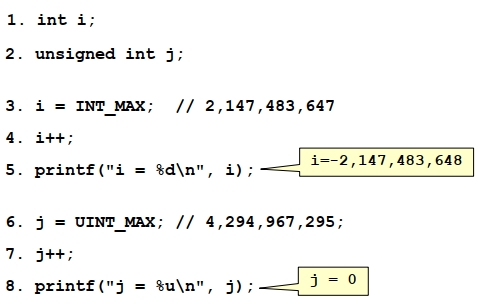 1. int i;
2. unsigned int j;
3. i = INT_MAX;  // 2,147,483,647
4. i++;
5. printf("i = %d\n", i);
i=-2,147,483,648
6. j = UINT_MAX; // 4,294,967,295;
7. j++;
8. printf("j = %u\n", j);
j = 0